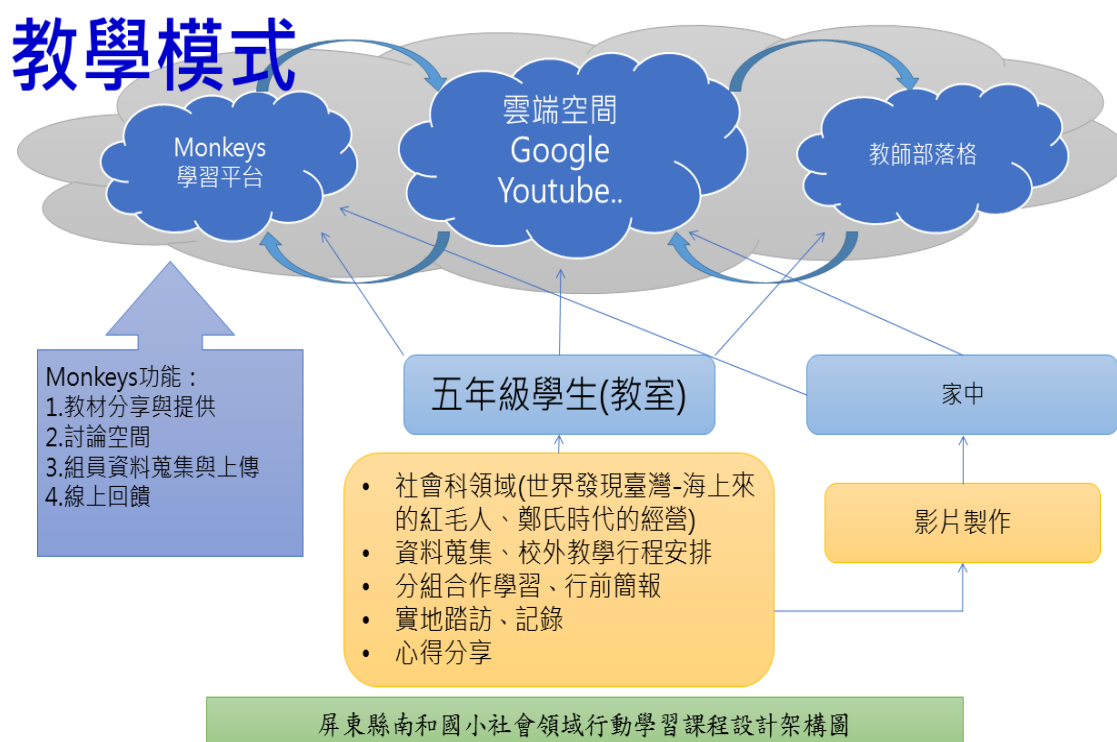 教學模式
Monkeys
學習平台
雲端空間
Google
Youtube..
教師部落格
Monkeys功能：
1.教材分享與提供
2.討論空間
3.組員資料蒐集與上傳
4.線上回饋
五年級學生(教室)
家中
• 社會科領域(世界發現臺灣-海上來
的紅毛人、鄭氏時代的經營)
• 資料蒐集、校外教學行程安排
• 分組合作學習、行前簡報
• 實地踏訪、記錄
• 心得分享
影片製作
屏東縣南和國小社會領域行動學習課程設計架構圖